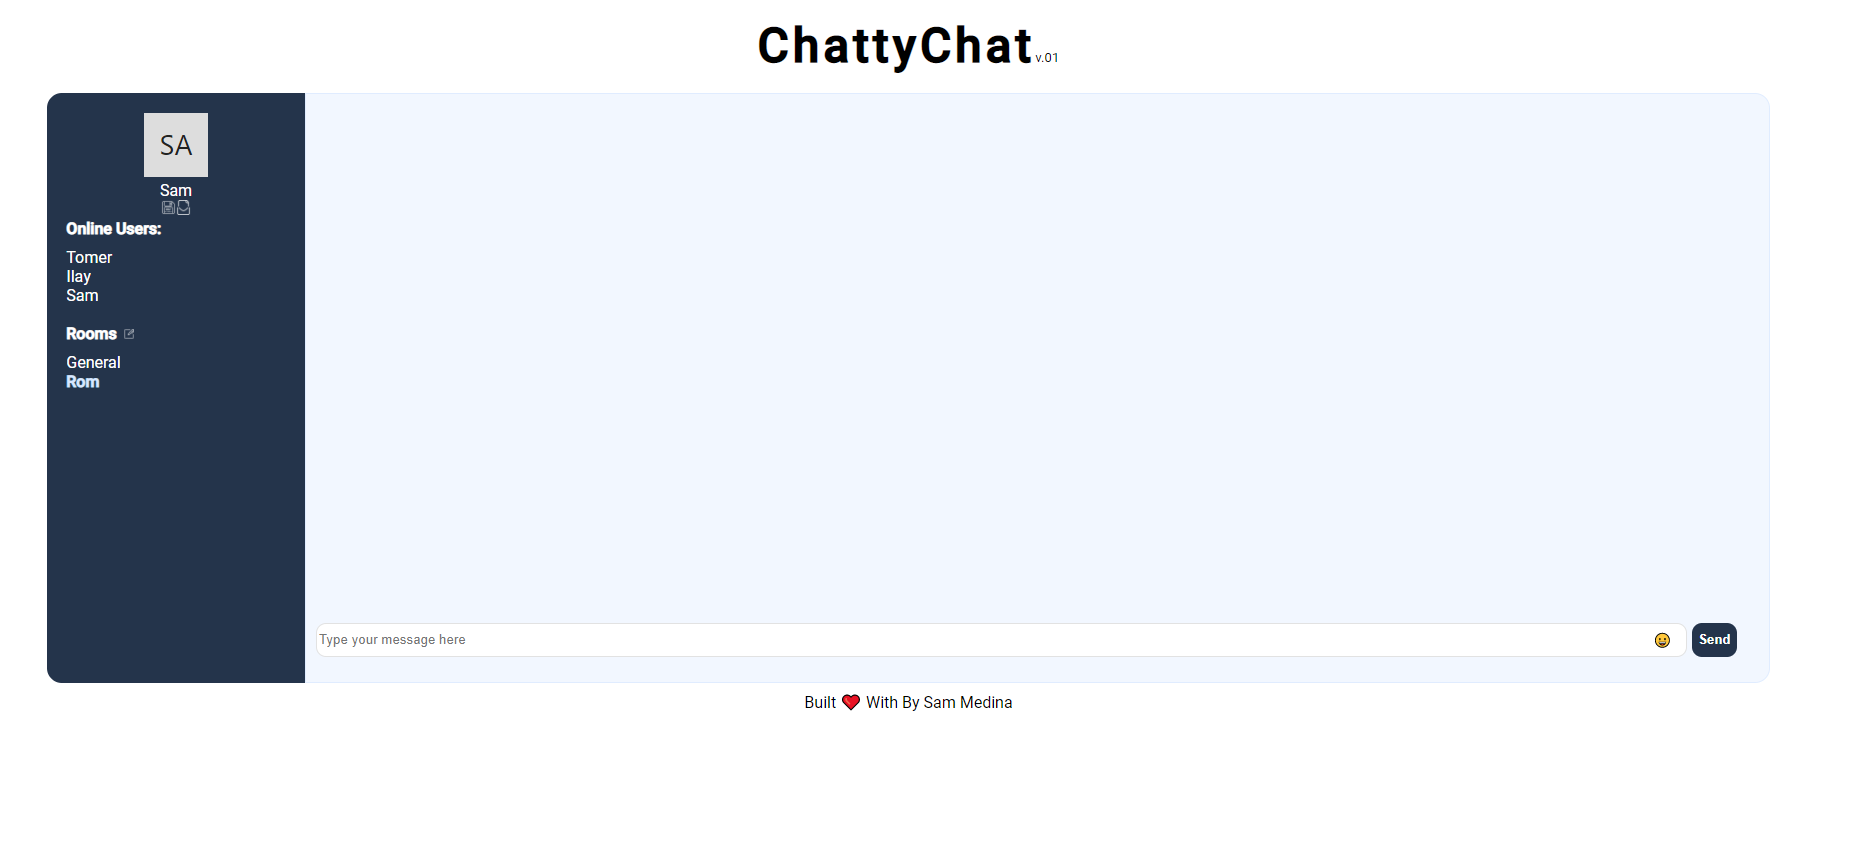 ChattyChat v.01
SA
Sam
Online Users:
Tomer
Ilay
Sam
Rooms
General
Rom
Type your message here
Send
Built ❤️ With By Sam Medina